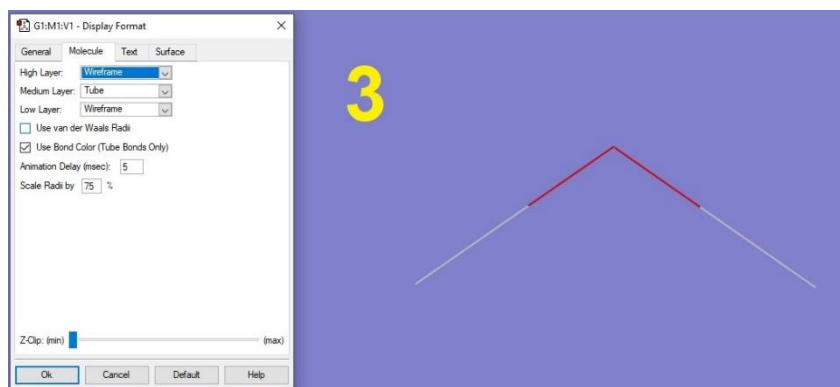 G1:M1:V1 - Display Format
General Molecule Text Surface
High Layer: Wireframe
Medium Layer: Tube
Low Layer: Wireframe
Use van der Waals Radii
Use Bond Color (Tube Bonds Only)
Animation Delay (msec): 5
Scale Radii by 75 %
Z-Clip: (min) (max)
Ok Cancel Default Help
3